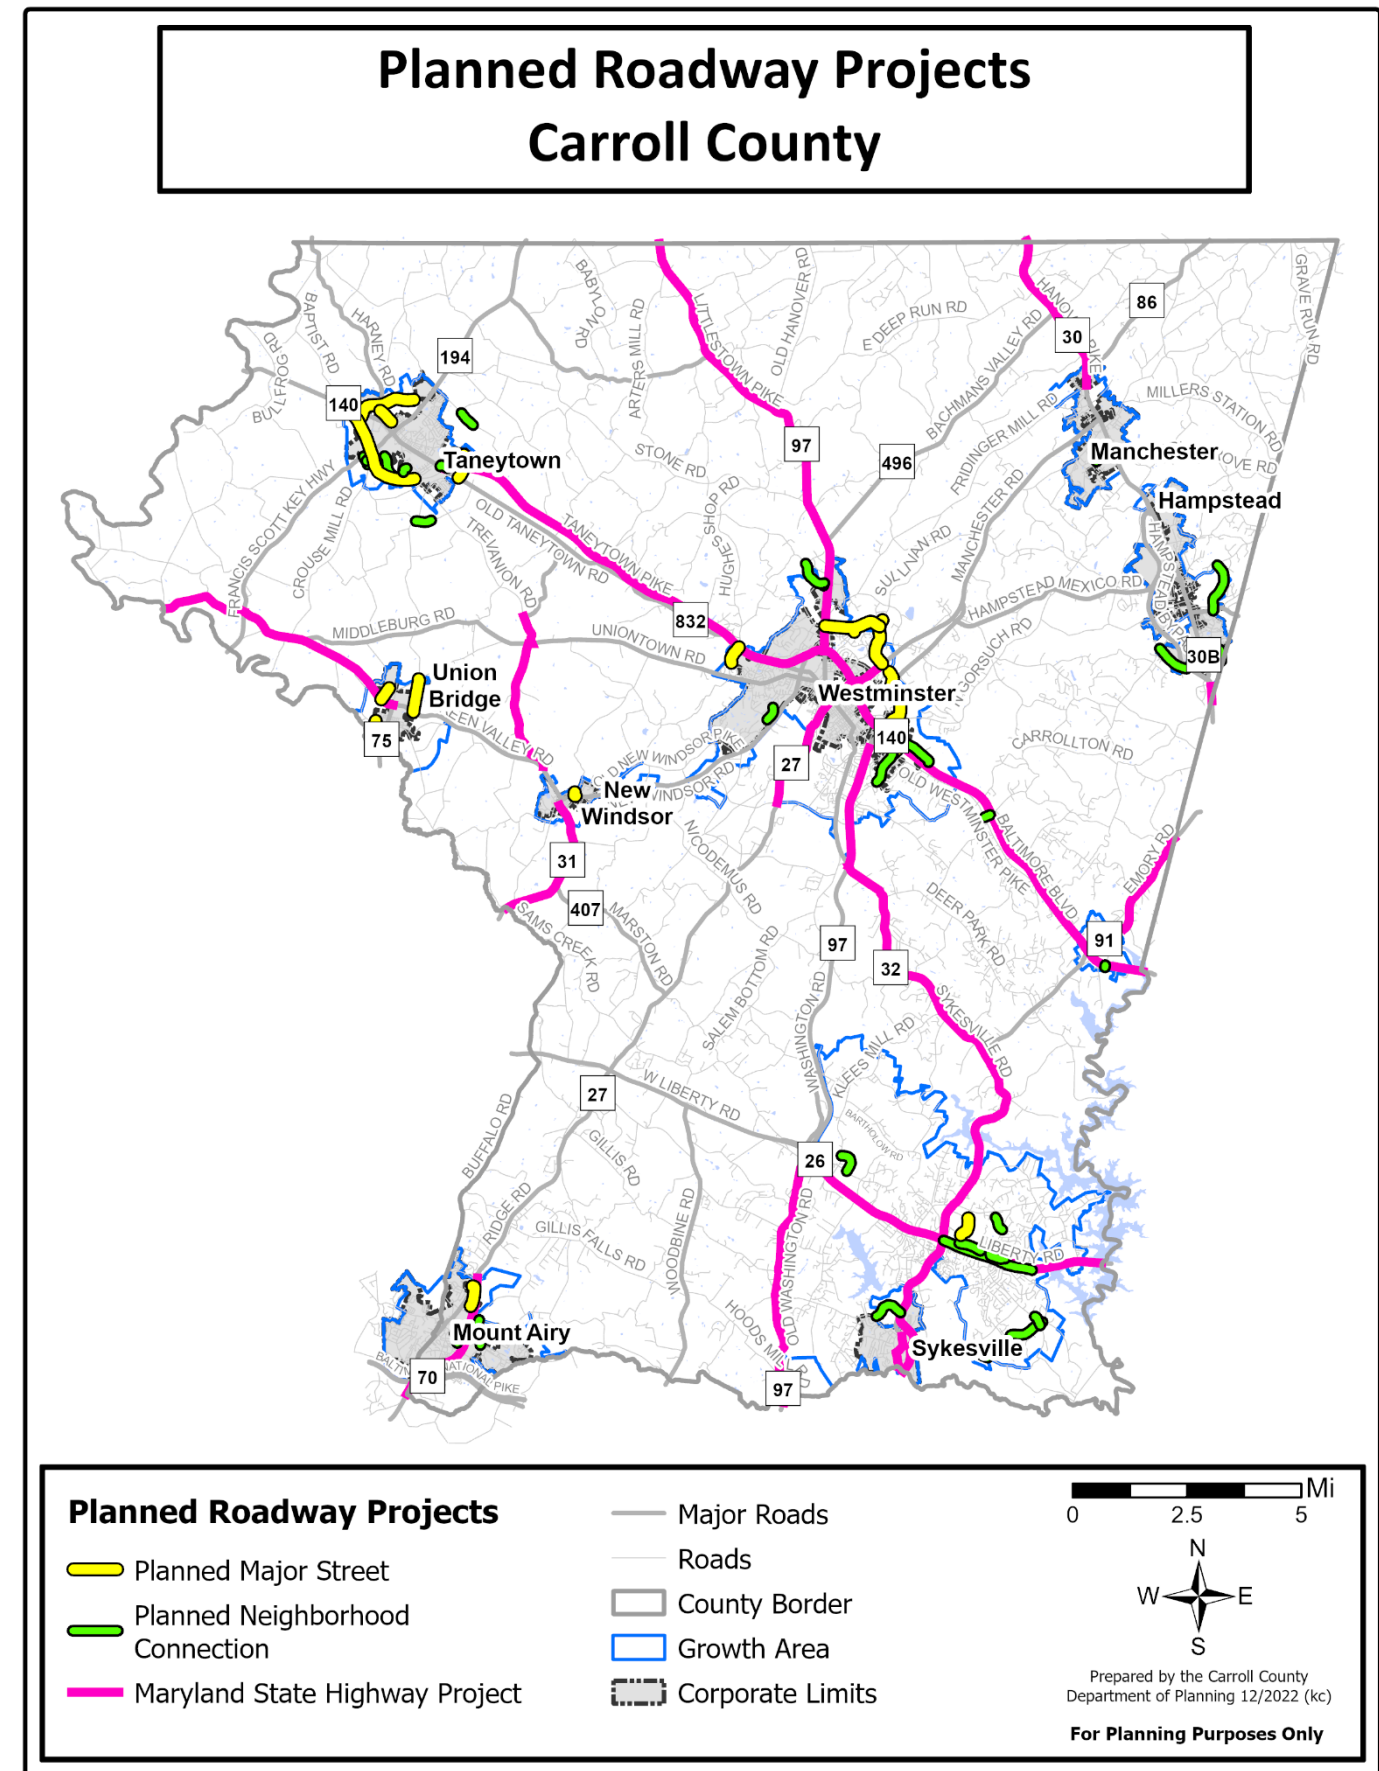 Planned Roadway Projects
Carroll County
BABYLON RD
OLD HANOVER RD
GRAVE RUN RD
BAPTIST RD
HARNEY RD
ARTERS MILL RD
LITTLESTOWN PIKE
E DEEP RUN RD
86
30
BULLFROG RD
194
BACHMANS VALLEY RD
140
MILLERS STATION RD
FRIDINGER MILL RD
97
Taneytown
STONE RD
496
Manchester
Hampstead
FRANCIS SCOTT KEY HWY
CROUSE MILL RD
OLD TANEYTOWN RD
TREVANION RD
TANEYTOWN PIKE
HUGHES SHOP RD
SULLIVAN RD
MANCHESTER RD
HAMPSTEAD MEXICO RD
MIDDLEBURG RD
832
UNIONTOWN RD
30B
Union
Bridge
Westminster
75
140
27
OLD NEW WINDSOR PIKE
CARROLLTON RD
New
Windsor
OLD WESTMINSTER PIKE
BALTIMORE BLVD
EMORY RD
31
407
NICODEMUS RD
MARSTON RD
SAMS CREEK RD
DEER PARK RD
97
91
32
SALEM BOTTOM RD
WASHINGTON RD
SYKESVILLE RD
KLEES MILL RD
27
W LIBERTY RD
BARTHOLOW RD
BUFFALO RD
GILLIS RD
26
RIDGE RD
GILLIS FALLS RD
WOODBINE RD
OLD WASHINGTON RD
LIBERTY RD
Mount Airy
Sykesville
70
NATIONAL PIKE
97
Planned Roadway Projects
Planned Major Street
Planned Neighborhood
Connection
Maryland State Highway Project
Major Roads
Roads
County Border
Growth Area
Corporate Limits
Mi
0 2.5 5
N
W E
S
Prepared by the Carroll County
Department of Planning 12/2022 (kc)
For Planning Purposes Only